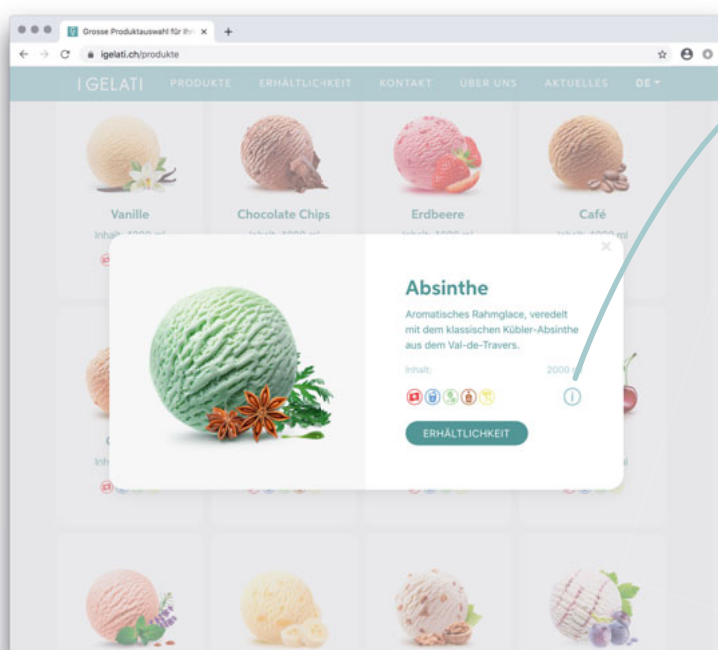 Grosse Produktauswahl für Ihr
igelati.ch/produkte
I GELATI PRODUKTE ERHÄLTLICHKEIT KONTAKT ÜBER UNS AKTUELLES DE
Vanille Chocolate Chips Erdbeere Café
Absinthe
Aromatisches Rahmglace, veredelt
mit dem klassischen Kübler-Absinthe
aus dem Val-de-Travers.
Inhalt: 2000
ERHÄLTLICHKEIT